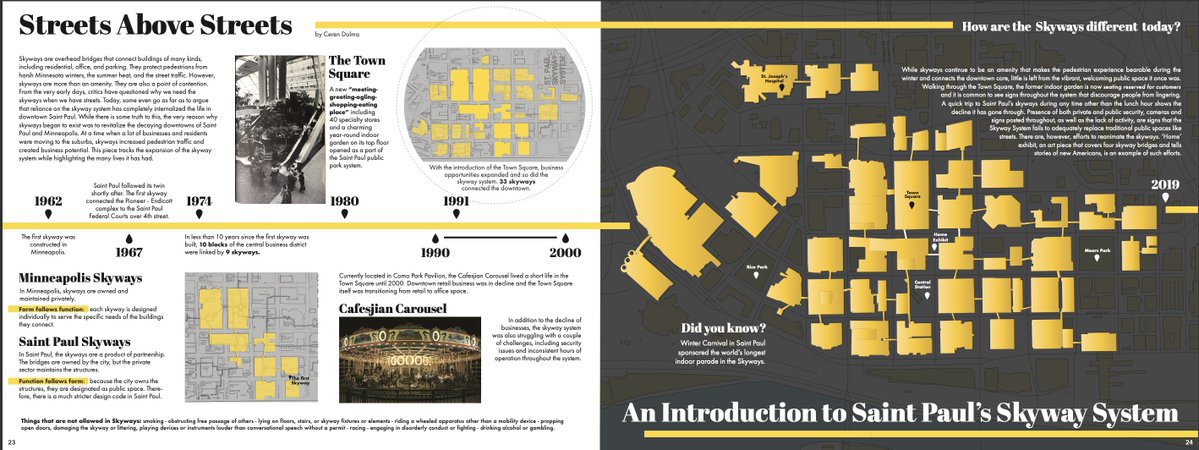 Streets Above Streets
by Ceren Dolma
Skyways are overhead bridges that connect buildings of many kinds,
including residential, office, and parking. They protect pedestrians from
harsh Minnesota winters, the summer heat, and the street traffic. However,
skyways are more than an amenity. They are also a point of contention.
From the very early days, critics have questioned why we need the
skyways when we have streets. Today, some even go as far as to argue
that reliance on the skyway system has completely internalized the life in
downtown Saint Paul. While there is some truth to this, the very reason why
skyways began to exist was to revitalize the decaying downtowns of Saint
Paul and Minneapolis. At a time when a lot of businesses and residents
were moving to the suburbs, skyways increased pedestrian traffic and
created business potential. This piece tracks the expansion of the skyway
system while highlighting the many lives it has had.
The Town
Square
A new "meeting-
greeting-ogling-
shopping-eating
place" including
40 specialty stores
and a charming
year-round indoor
garden on its top floor
opened as a part of
the Saint Paul public
park system.
ST. PAUL
SKYWAY
SYSTEM
With the introduction of the Town Square, business
opportunities expanded and so did the
skyway system. 33 skyways
connected the downtown.
1962
Saint Paul followed its twin
shortly after. The first skyway
connected the Pioneer - Endicott
complex to the Saint Paul
Federal Courts over 4th street.
1974
1980
1991
The first skyway was
constructed in
Minneapolis.
1967
In less than 10 years since the first skyway was
built, 10 blocks of the central business district
were linked by 9 skyways.
1990
2000
Minneapolis Skyways
In Minneapolis, skyways are owned and
maintained privately.
Form follows function: each skyway is designed
individually to serve the specific needs of the buildings
they connect.
Saint Paul Skyways
In Saint Paul, the skyways are a product of partnership.
The bridges are owned by the city, but the private
sector maintains the structures.
Function follows form: because the city owns the
structures, they are designated as public space. There-
fore, there is a much stricter design code in Saint Paul.
The First
Skyway
Currently located in Como Park Pavilion, the Cafesjian Carousel lived a short life in the
Town Square until 2000. Downtown retail business was in decline and the Town Square
itself was transitioning from retail to office space.
Cafesjian Carousel
In addition to the decline of
businesses, the skyway system
was also struggling with a couple
of challenges, including security
issues and inconsistent hours of
operation throughout the system.
Things that are not allowed in Skyways: smoking - obstructing free passage of others - lying on floors, stairs, or skyway fixtures or elements - riding a wheeled apparatus other than a mobility device - propping
open doors, damaging the skyway or littering, playing devices or instruments louder than conversational speech without a permit - racing - engaging in disorderly conduct or fighting - drinking alcohol or gambling.
23
How are the Skyways different today?
While skyways continue to be an amenity that makes the pedestrian experience bearable during the
winter and connects the downtown core, little is left from the vibrant, welcoming public space it once was.
Walking through the Town Square, the former indoor garden is now seating reserved for customers
and it is common to see signs throughout the system that discourage people from lingering.
A quick trip to Saint Paul's skyways during any time other than the lunch hour shows the
decline it has gone through. Presence of both private and public security, cameras and
signs posted throughout, as well as the lack of activity, are signs that the
Skyway System fails to adequately replace traditional public spaces like
streets. There are, however, efforts to reanimate the skyways. 'Home'
exhibit, an art piece that covers four skyway bridges and tells
stories of new Americans, is an example of such efforts.
2019
St. Joseph's
Hospital
Town
Square
Home
Exhibit
Mears Park
Rice Park
Central
Station
Did you know?
Winter Carnival in Saint Paul
sponsored the world's longest
indoor parade in the Skyways.
An Introduction to Saint Paul's Skyway System
24